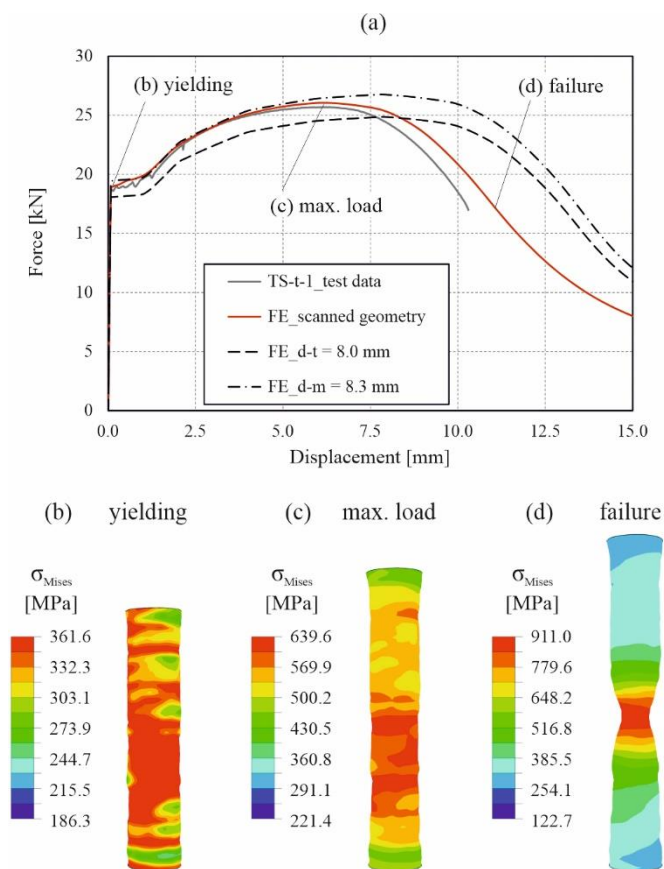 (a)
30
25
20
15
10
5
0
Force [kN]
(b) yielding
(d) failure
(c) max. load
TS-t-1_test data
FE_scanned geometry
FE_d-t = 8.0 mm
FE_d-m = 8.3 mm
0.0 2.5 5.0 7.5 10.0 12.5 15.0
Displacement [mm]
(b) yielding
σMises
[MPa]
361.6
332.3
303.1
273.9
244.7
215.5
186.3
(c) max. load
σMises
[MPa]
639.6
569.9
500.2
430.5
360.8
291.1
221.4
(d) failure
σMises
[MPa]
911.0
779.6
648.2
516.8
385.5
254.1
122.7